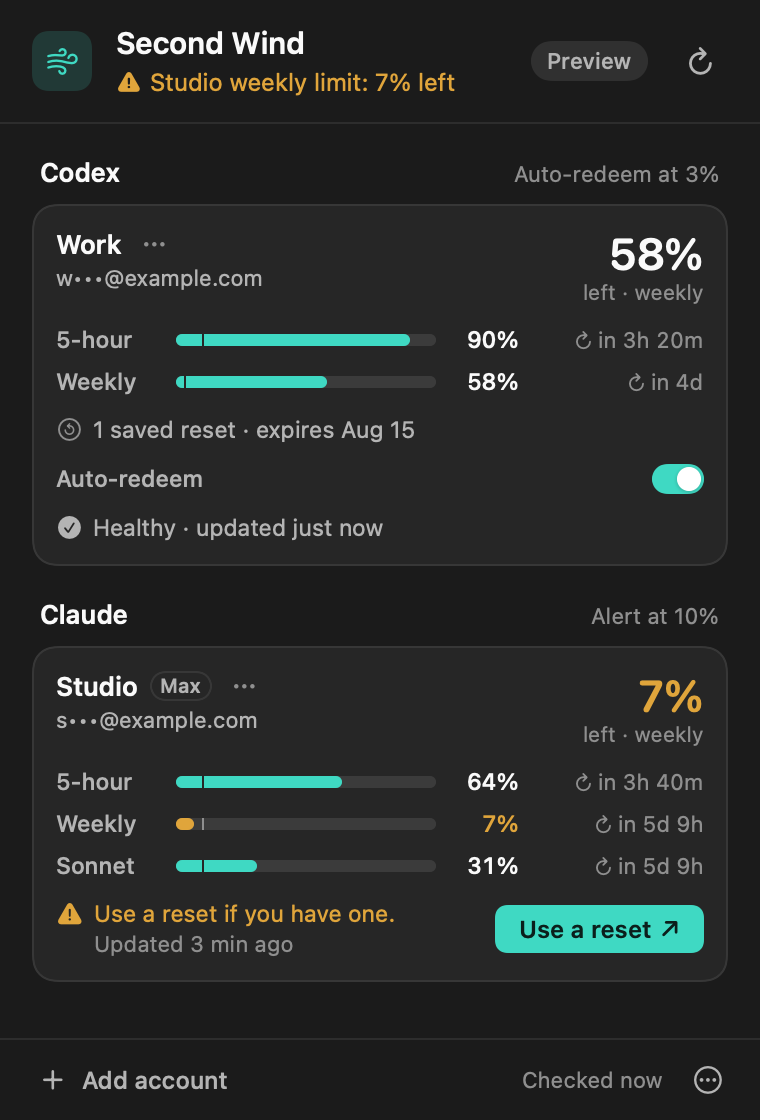 Second Wind
Studio weekly limit: 7% left
Preview
Codex
Auto-redeem at 3%
Work
w•••@example.com
58%
left · weekly
5-hour 90% in 3h 20m
Weekly 58% in 4d
1 saved reset · expires Aug 15
Auto-redeem
Healthy · updated just now
Claude
Alert at 10%
Studio Max
s•••@example.com
7%
left · weekly
5-hour 64% in 3h 40m
Weekly 7% in 5d 9h
Sonnet 31% in 5d 9h
Use a reset if you have one.
Updated 3 min ago
Use a reset
Add account
Checked now